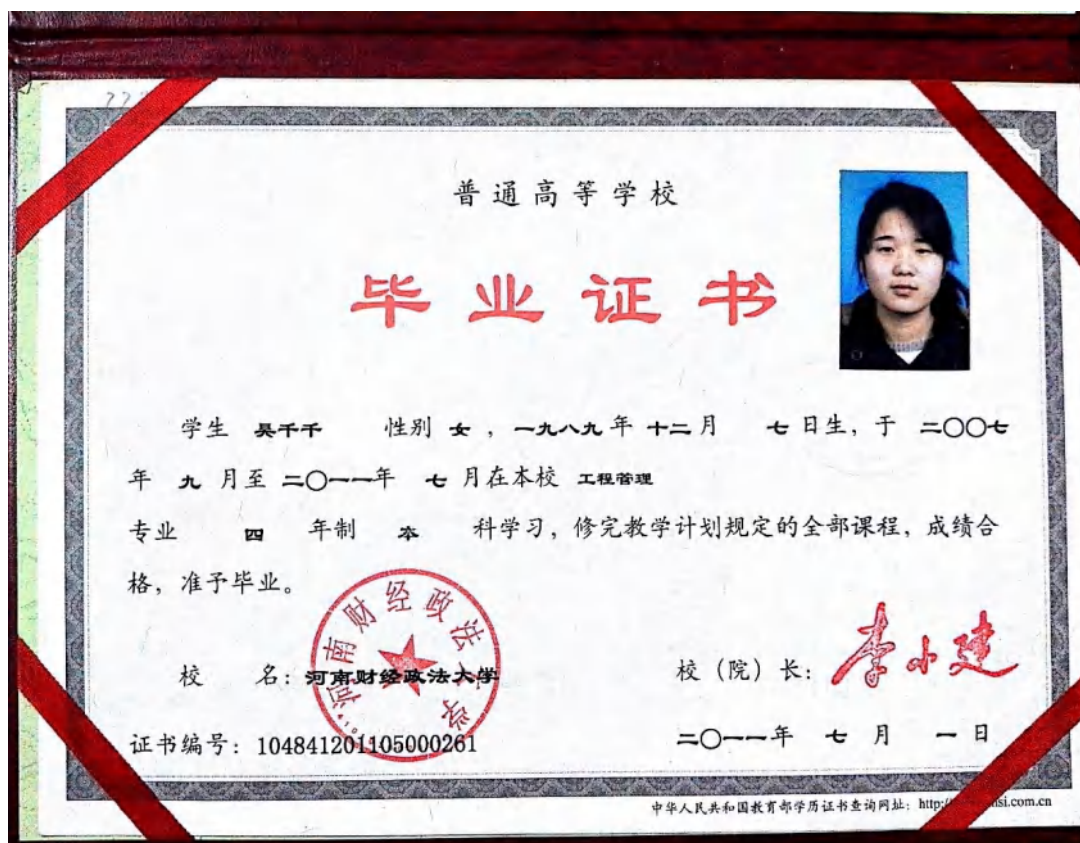 普通高等学校
毕业证书
学生 吴千千 性别 女 ，一九八九年 十二月 七 日生，于 二〇〇七
年 九 月至 二〇一一年 七 月在本校 工程管理
专业 四 年制 本 科学习，修完教学计划规定的全部课程，成绩合
格，准予毕业。
河南财经政法大学
校 名：河南财经政法大学 校（院）长：李小建
证书编号：104841201105000261 二〇一一年 七 月 一 日
中华人民共和国教育部学历证书查询网址：http:/ si.com.cn